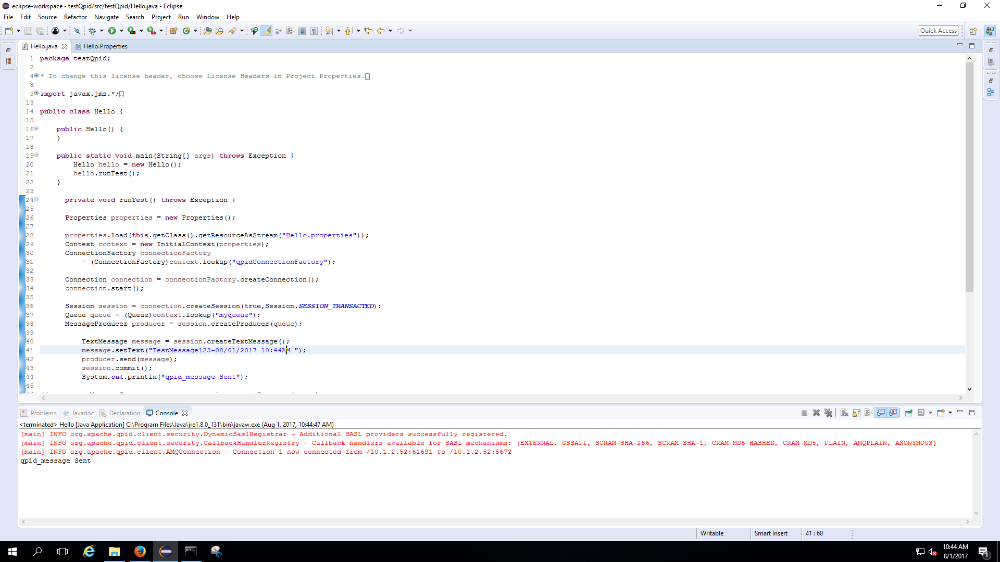 eclipse-workspace - testQpid/src/testQpid/Hello.java - Eclipse
File Edit Source Refactor Navigate Search Project Run Window Help
Quick Access
Hello.java Hello.Properties
1 package testQpid;
2
4 * To change this license header, choose License Headers in Project Properties.
8
9 import javax.jms.*;
13
14 public class Hello {
15
16 public Hello() {
17 }
18
19 public static void main(String[] args) throws Exception {
20 Hello hello = new Hello();
21 hello.runTest();
22 }
23
24 private void runTest() throws Exception {
25
26 Properties properties = new Properties();
27
28 properties.load(this.getClass().getResourceAsStream("Hello.properties"));
29 Context context = new InitialContext(properties);
30 ConnectionFactory connectionFactory
31 = (ConnectionFactory)context.lookup("qpidConnectionFactory");
32
33 Connection connection = connectionFactory.createConnection();
34 connection.start();
35
36 Session session = connection.createSession(true,Session.SESSION_TRANSACTED);
37 Queue queue = (Queue)context.lookup("myqueue");
38 MessageProducer producer = session.createProducer(queue);
39
40 TextMessage message = session.createTextMessage();
41 message.setText("TestMessage123-08/01/2017 10:44AM ");
42 producer.send(message);
43 session.commit();
44 System.out.println("qpid_message Sent");
45
Problems @ Javadoc Declaration Console
<terminated> Hello [Java Application] C:\Program Files\Java\jre1.8.0_131\bin\javaw.exe (Aug 1, 2017, 10:44:47 AM)
[main] INFO org.apache.qpid.client.security.DynamicSaslRegistrar - Additional SASL providers successfully registered.
[main] INFO org.apache.qpid.client.security.CallbackHandlerRegistry - Callback handlers available for SASL mechanisms: [EXTERNAL, GSSAPI, SCRAM-SHA-256, SCRAM-SHA-1, CRAM-MD5-HASHED, CRAM-MD5, PLAIN, AMQPLAIN, ANONYMOUS]
[main] INFO org.apache.qpid.client.AMQConnection - Connection 1 now connected from /10.1.2.52:61691 to /10.1.2.52:5672
qpid_message Sent
Writable Smart Insert 41 : 60
10:44 AM
8/1/2017
1